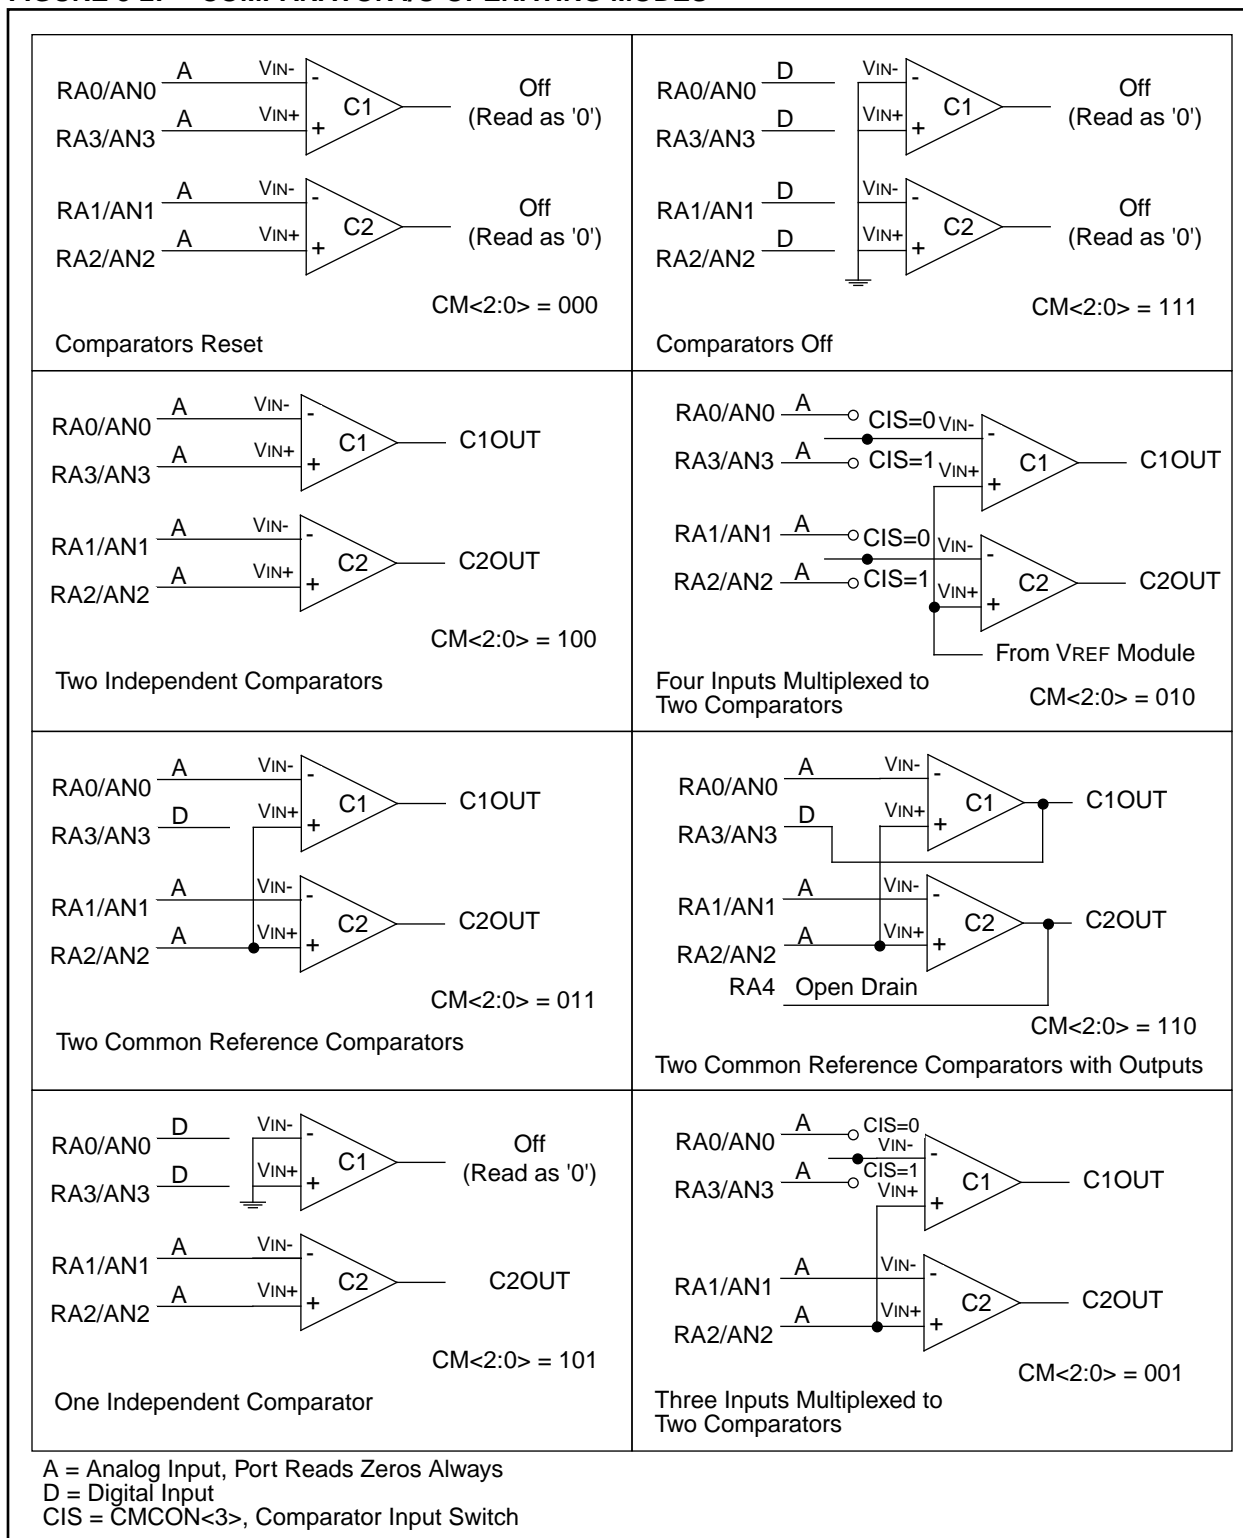 RA0/AN0 A VIN- - C1 Off
RA3/AN3 A VIN+ + (Read as '0')
RA1/AN1 A VIN- - C2 Off
RA2/AN2 A VIN+ + (Read as '0')
CM<2:0> = 000
Comparators Reset
RA0/AN0 D VIN- - C1 Off
RA3/AN3 D VIN+ + (Read as '0')
RA1/AN1 D VIN- - C2 Off
RA2/AN2 D VIN+ + (Read as '0')
CM<2:0> = 111
Comparators Off
RA0/AN0 A VIN- - C1 C1OUT
RA3/AN3 A VIN+ +
RA1/AN1 A VIN- - C2 C2OUT
RA2/AN2 A VIN+ +
CM<2:0> = 100
Two Independent Comparators
RA0/AN0 A CIS=0 VIN- - C1 C1OUT
RA3/AN3 A CIS=1 VIN+ +
RA1/AN1 A CIS=0 VIN- - C2 C2OUT
RA2/AN2 A CIS=1 VIN+ +
From VREF Module
Four Inputs Multiplexed to
Two Comparators
CM<2:0> = 010
RA0/AN0 A VIN- - C1 C1OUT
RA3/AN3 D VIN+ +
RA1/AN1 A VIN- - C2 C2OUT
RA2/AN2 A VIN+ +
CM<2:0> = 011
Two Common Reference Comparators
RA0/AN0 A VIN- - C1 C1OUT
RA3/AN3 D VIN+ +
RA1/AN1 A VIN- - C2 C2OUT
RA2/AN2 A VIN+ +
RA4 Open Drain
CM<2:0> = 110
Two Common Reference Comparators with Outputs
RA0/AN0 D VIN- - C1 Off
RA3/AN3 D VIN+ + (Read as '0')
RA1/AN1 A VIN- - C2 C2OUT
RA2/AN2 A VIN+ +
CM<2:0> = 101
One Independent Comparator
RA0/AN0 A CIS=0 VIN- - C1 C1OUT
RA3/AN3 A CIS=1 VIN+ +
RA1/AN1 A VIN- - C2 C2OUT
RA2/AN2 A VIN+ +
CM<2:0> = 001
Three Inputs Multiplexed to
Two Comparators
A = Analog Input, Port Reads Zeros Always
D = Digital Input
CIS = CMCON<3>, Comparator Input Switch